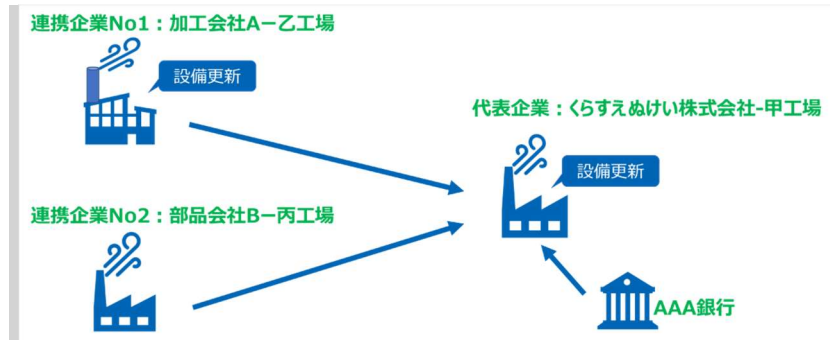 連携企業No1：加工会社A－乙工場
設備更新
代表企業：くらすえぬけい株式会社-甲工場
設備更新
連携企業No2：部品会社B－丙工場
AAA銀行